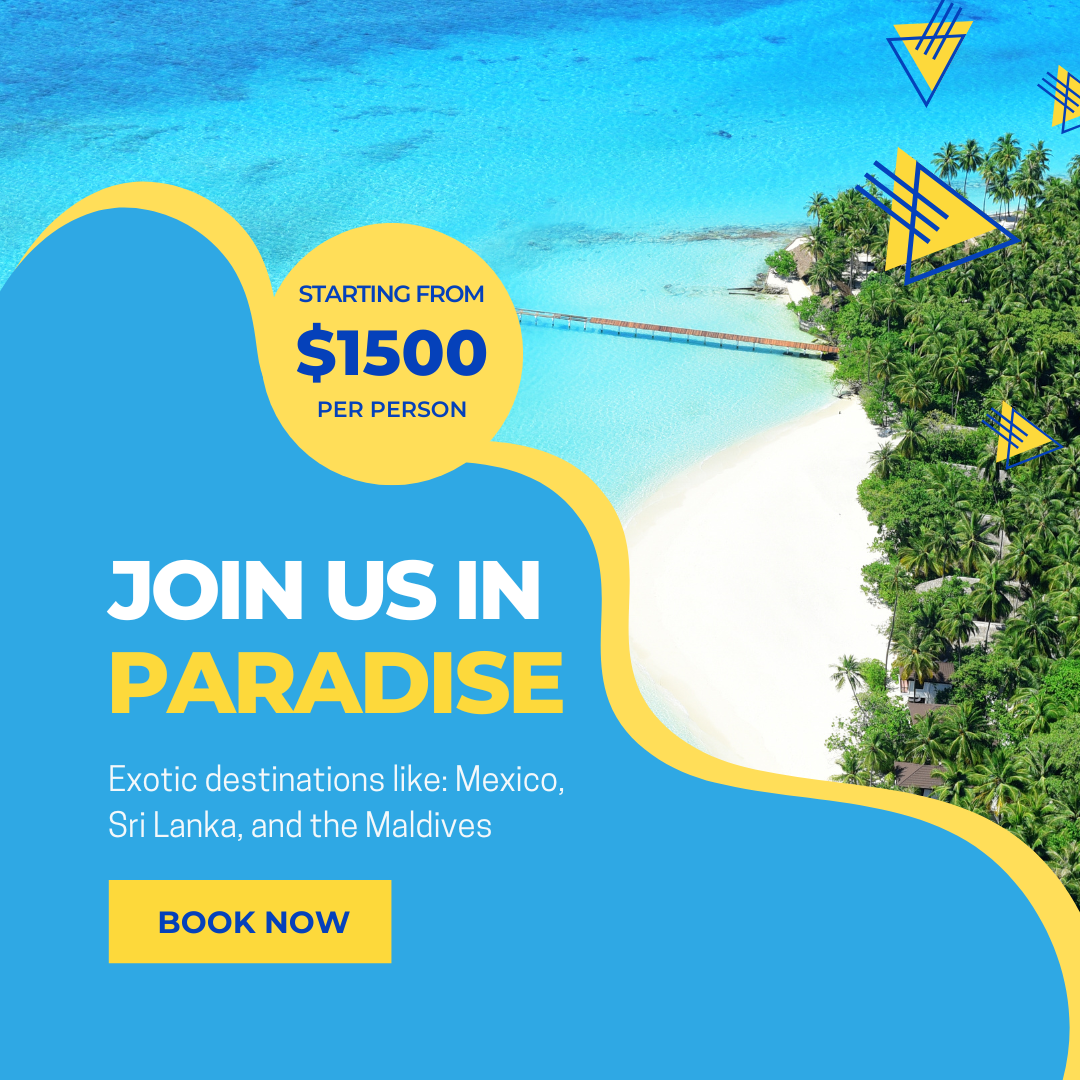 STARTING FROM
$1500
PER PERSON
JOIN US IN
PARADISE
Exotic destinations like: Mexico,
Sri Lanka, and the Maldives
BOOK NOW